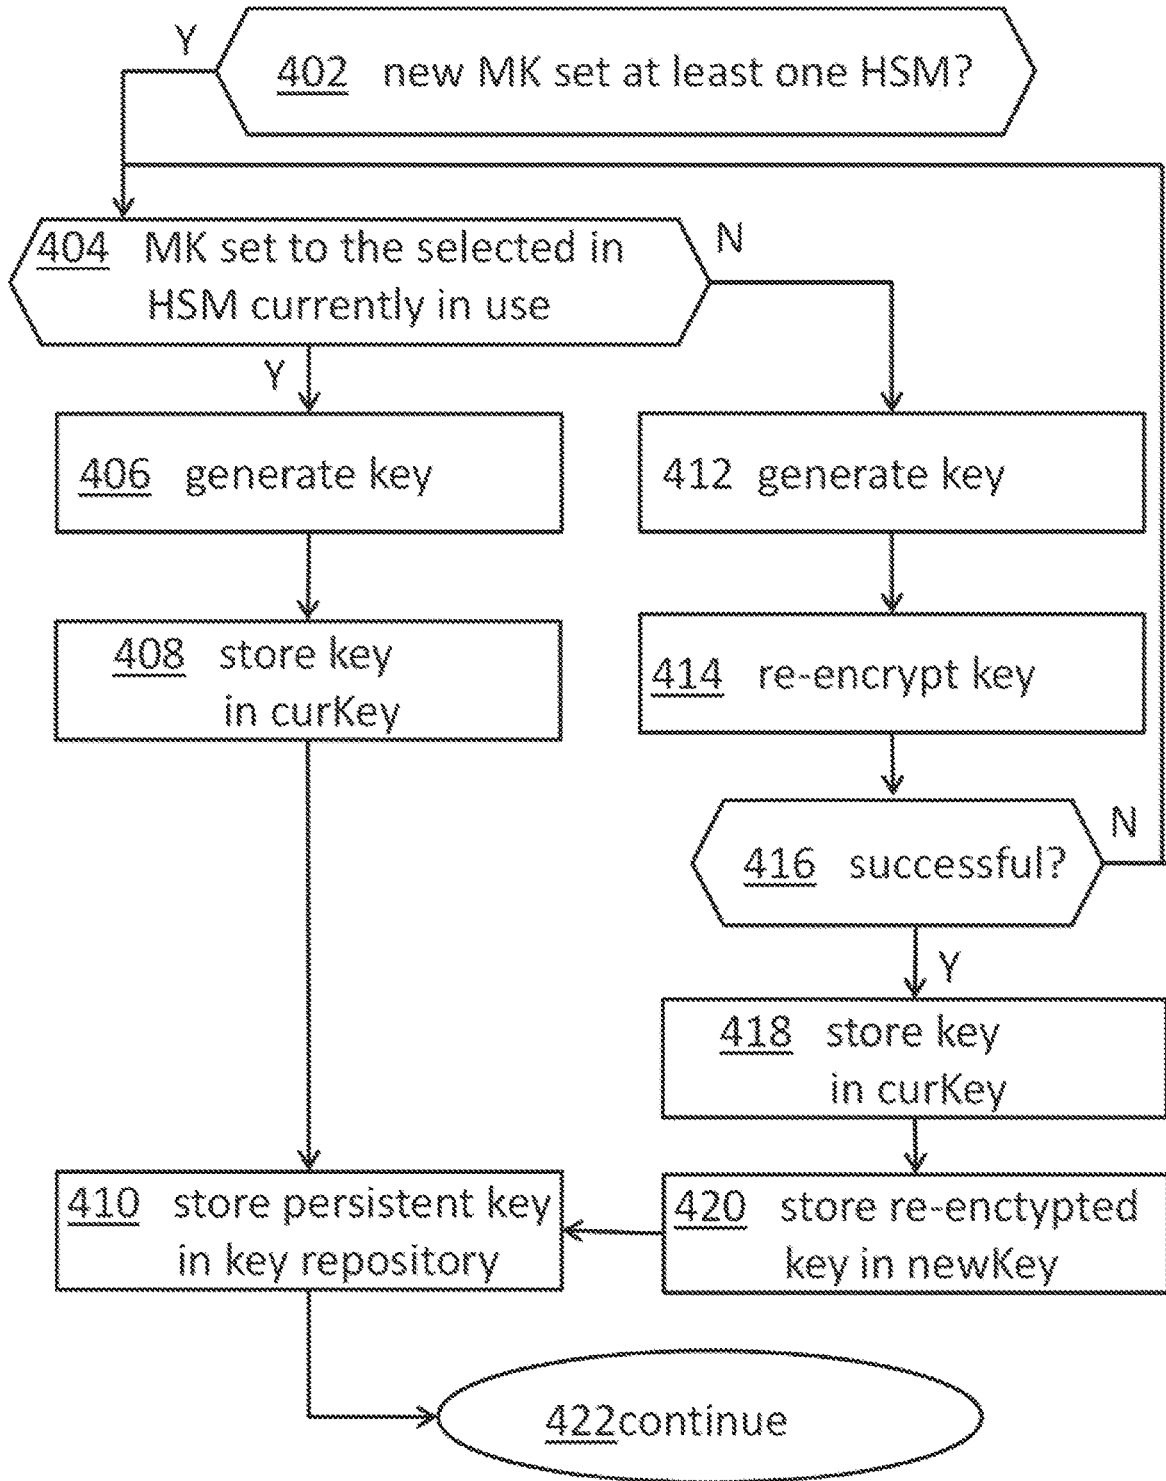 Y
402 new MK set at least one HSM?
404 MK set to the selected in
HSM currently in use
N
Y
406 generate key
412 generate key
408 store key
in curKey
414 re-encrypt key
416 successful?
N
Y
418 store key
in curKey
410 store persistent key
in key repository
420 store re-enctypted
key in newKey
422continue